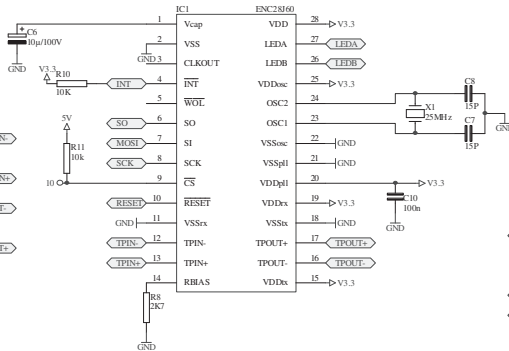 IC1 ENC28J60
C6
10µ/100V
GND
1 Vcap VDD 28 V3.3
GND 2 VSS LEDA 27 LEDA
3 CLKOUT LEDB 26 LEDB
V3.3 R10 10K INT 4 INT VDDosc 25 V3.3
5 WOL OSC2 24
SO 6 SO OSC1 23
MOSI 7 SI VSSosc 22 GND
SCK 8 SCK VSSpll 21 GND
10 9 CS VDDpll 20 V3.3
RESET 10 RESET VDDrx 19 V3.3
GND 11 VSSrx VSStx 18 GND
TPIN- 12 TPIN- TPOUT+ 17 TPOUT+
TPIN+ 13 TPIN+ TPOUT- 16 TPOUT-
14 RBIAS VDDtx 15 V3.3
5V
R11
10k
R8
2K7
GND
C8
15P
X1
25MHz
C7
15P
GND
C10
100n
GND
N-
N+
T-
T+